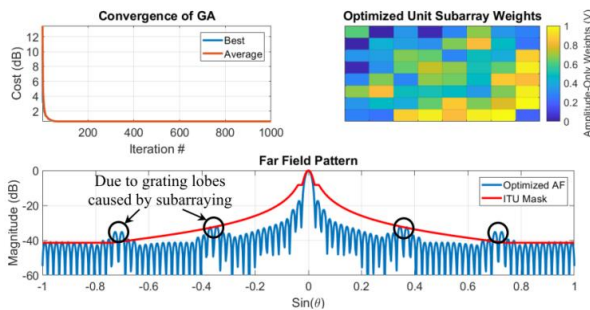 Convergence of GA
Cost (dB)
12
10
8
6
4
2
200
400
600
800
1000
Iteration #
Best
Average
Optimized Unit Subarray Weights
1
0.8
0.6
0.4
0.2
0
Amplitude-Only Weights (V)
Far Field Pattern
Magnitude (dB)
0
-20
-40
-60
-1
-0.8
-0.6
-0.4
-0.2
0
0.2
0.4
0.6
0.8
1
Sin(θ)
Due to grating lobes
caused by subarraying
Optimized AF
ITU Mask